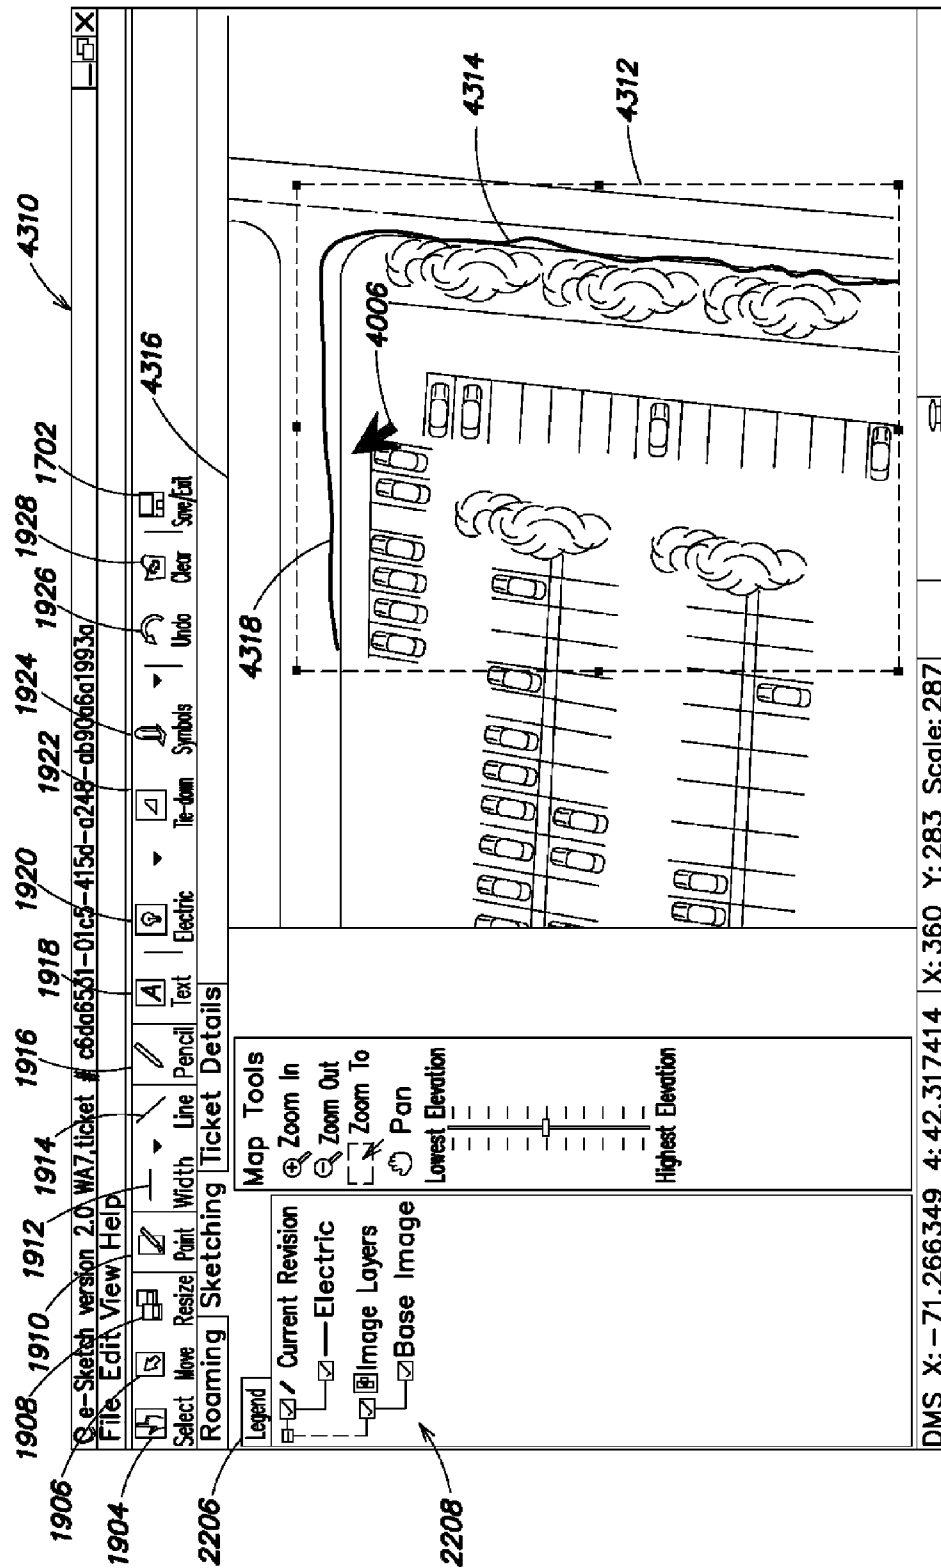 4310
e-Sketch version 2.0 WA7,ticket # c6da6531-01c5-415d-a248-ab90a6a1993a
File Edit View Help
1904
1906
1908
1910
1912
1914
1916
1918
1920
1922
1924
1926
1928
1702
4316
Select Move Resize Paint Width Line Pencil Text Electric Tie-down Symbols Undo Clear Save/Exit
Roaming Sketching Ticket Details
2206
Legend
Current Revision
Electric
Image Layers
Base Image
2208
Map Tools
Zoom In
Zoom Out
Zoom To
Pan
Lowest Elevation
Highest Elevation
4318
4006
4314
4312
DMS X: -71.266349 4: 42.317414 X: 360 Y: 283 Scale: 287